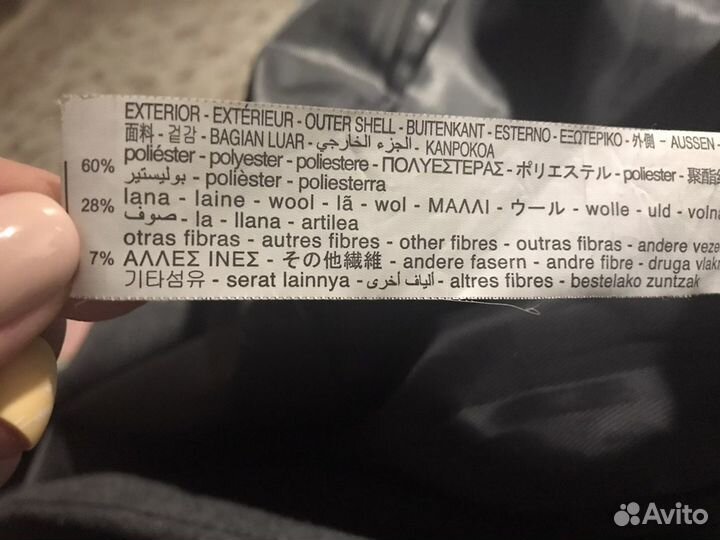 EXTERIOR - EXTÉRIEUR - OUTER SHELL - BUITENKANT - ESTERNO - ΕΞΩΤΕΡΙΚΟ - 外側 - AUSSEN -
面料 - 겉감 - BAGIAN LUAR - الجزء الخارجي - KANPOKOA
60% poliéster - polyester - poliestere - ΠΟΛΥΕΣΤΕΡΑΣ - ポリエステル - poliester - 聚酯
بوليستير - polièster - poliesterra
28% lana - laine - wool - lã - wol - ΜΑΛΛΙ - ウール - wolle - uld - volna
صوف - la - llana - artilea
otras fibras - autres fibres - other fibres - outras fibras - andere veze
7% ΑΛΛΕΣ ΙΝΕΣ - その他繊維 - andere fasern - andre fibre - druga vlakn
기타섬유 - serat lainnya - ألياف أخرى - altres fibres - bestelako zuntzak
Avito